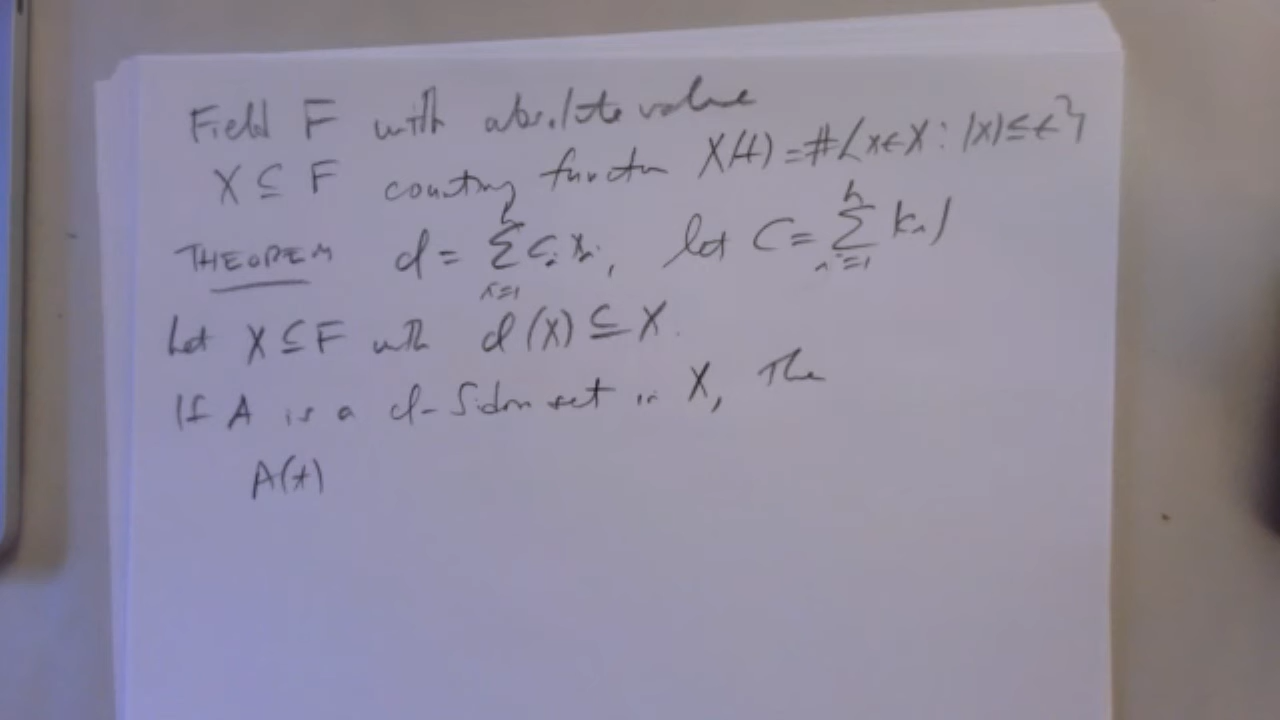 Field F with absolute value
X ⊆ F counting function X(t) = #{x ∈ X : |x| ≤ t}
THEOREM φ = Σ_{i=1}^{h} c_i x_i, let C = Σ_{i=1}^{h} |c_i|
Let X ⊆ F with φ(X) ⊆ X.
If A is a φ-Sidon set in X, then
A(t)